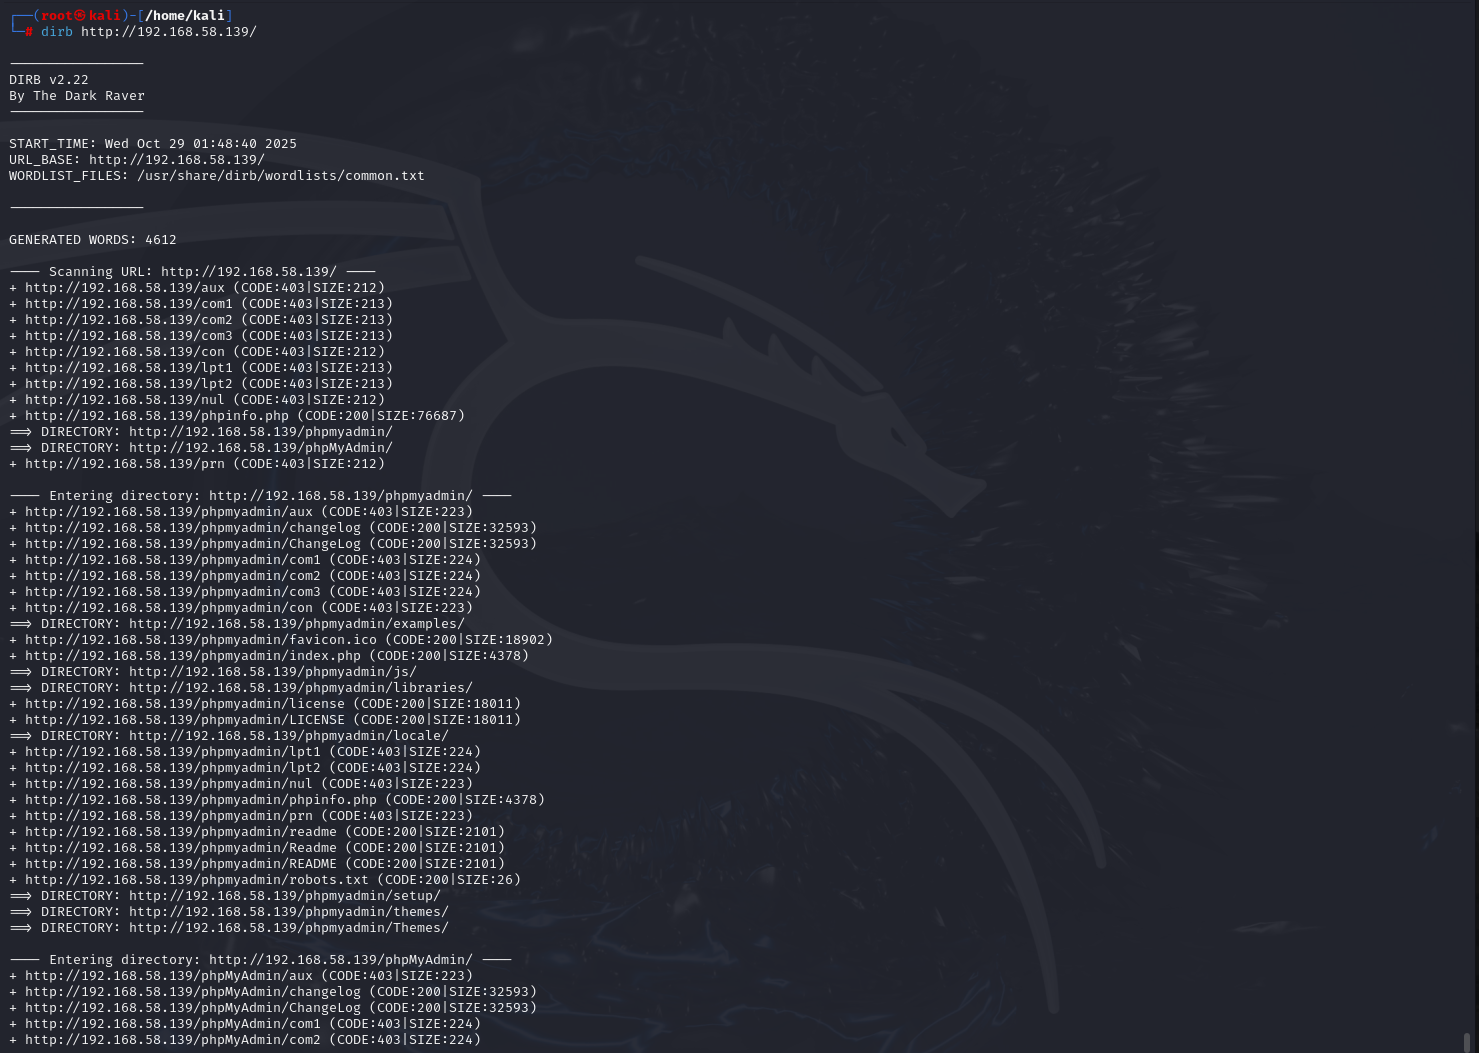 ┌──(root㉿kali)-[/home/kali]
└─# dirb http://192.168.58.139/
-----------------
DIRB v2.22
By The Dark Raver
-----------------
START_TIME: Wed Oct 29 01:48:40 2025
URL_BASE: http://192.168.58.139/
WORDLIST_FILES: /usr/share/dirb/wordlists/common.txt
-----------------
GENERATED WORDS: 4612
---- Scanning URL: http://192.168.58.139/ ----
+ http://192.168.58.139/aux (CODE:403|SIZE:212)
+ http://192.168.58.139/com1 (CODE:403|SIZE:213)
+ http://192.168.58.139/com2 (CODE:403|SIZE:213)
+ http://192.168.58.139/com3 (CODE:403|SIZE:213)
+ http://192.168.58.139/con (CODE:403|SIZE:212)
+ http://192.168.58.139/lpt1 (CODE:403|SIZE:213)
+ http://192.168.58.139/lpt2 (CODE:403|SIZE:213)
+ http://192.168.58.139/nul (CODE:403|SIZE:212)
+ http://192.168.58.139/phpinfo.php (CODE:200|SIZE:76687)
==> DIRECTORY: http://192.168.58.139/phpmyadmin/
==> DIRECTORY: http://192.168.58.139/phpMyAdmin/
+ http://192.168.58.139/prn (CODE:403|SIZE:212)
---- Entering directory: http://192.168.58.139/phpmyadmin/ ----
+ http://192.168.58.139/phpmyadmin/aux (CODE:403|SIZE:223)
+ http://192.168.58.139/phpmyadmin/changelog (CODE:200|SIZE:32593)
+ http://192.168.58.139/phpmyadmin/ChangeLog (CODE:200|SIZE:32593)
+ http://192.168.58.139/phpmyadmin/com1 (CODE:403|SIZE:224)
+ http://192.168.58.139/phpmyadmin/com2 (CODE:403|SIZE:224)
+ http://192.168.58.139/phpmyadmin/com3 (CODE:403|SIZE:224)
+ http://192.168.58.139/phpmyadmin/con (CODE:403|SIZE:223)
==> DIRECTORY: http://192.168.58.139/phpmyadmin/examples/
+ http://192.168.58.139/phpmyadmin/favicon.ico (CODE:200|SIZE:18902)
+ http://192.168.58.139/phpmyadmin/index.php (CODE:200|SIZE:4378)
==> DIRECTORY: http://192.168.58.139/phpmyadmin/js/
==> DIRECTORY: http://192.168.58.139/phpmyadmin/libraries/
+ http://192.168.58.139/phpmyadmin/license (CODE:200|SIZE:18011)
+ http://192.168.58.139/phpmyadmin/LICENSE (CODE:200|SIZE:18011)
==> DIRECTORY: http://192.168.58.139/phpmyadmin/locale/
+ http://192.168.58.139/phpmyadmin/lpt1 (CODE:403|SIZE:224)
+ http://192.168.58.139/phpmyadmin/lpt2 (CODE:403|SIZE:224)
+ http://192.168.58.139/phpmyadmin/nul (CODE:403|SIZE:223)
+ http://192.168.58.139/phpmyadmin/phpinfo.php (CODE:200|SIZE:4378)
+ http://192.168.58.139/phpmyadmin/prn (CODE:403|SIZE:223)
+ http://192.168.58.139/phpmyadmin/readme (CODE:200|SIZE:2101)
+ http://192.168.58.139/phpmyadmin/Readme (CODE:200|SIZE:2101)
+ http://192.168.58.139/phpmyadmin/README (CODE:200|SIZE:2101)
+ http://192.168.58.139/phpmyadmin/robots.txt (CODE:200|SIZE:26)
==> DIRECTORY: http://192.168.58.139/phpmyadmin/setup/
==> DIRECTORY: http://192.168.58.139/phpmyadmin/themes/
==> DIRECTORY: http://192.168.58.139/phpmyadmin/Themes/
---- Entering directory: http://192.168.58.139/phpMyAdmin/ ----
+ http://192.168.58.139/phpMyAdmin/aux (CODE:403|SIZE:223)
+ http://192.168.58.139/phpMyAdmin/changelog (CODE:200|SIZE:32593)
+ http://192.168.58.139/phpMyAdmin/ChangeLog (CODE:200|SIZE:32593)
+ http://192.168.58.139/phpMyAdmin/com1 (CODE:403|SIZE:224)
+ http://192.168.58.139/phpMyAdmin/com2 (CODE:403|SIZE:224)